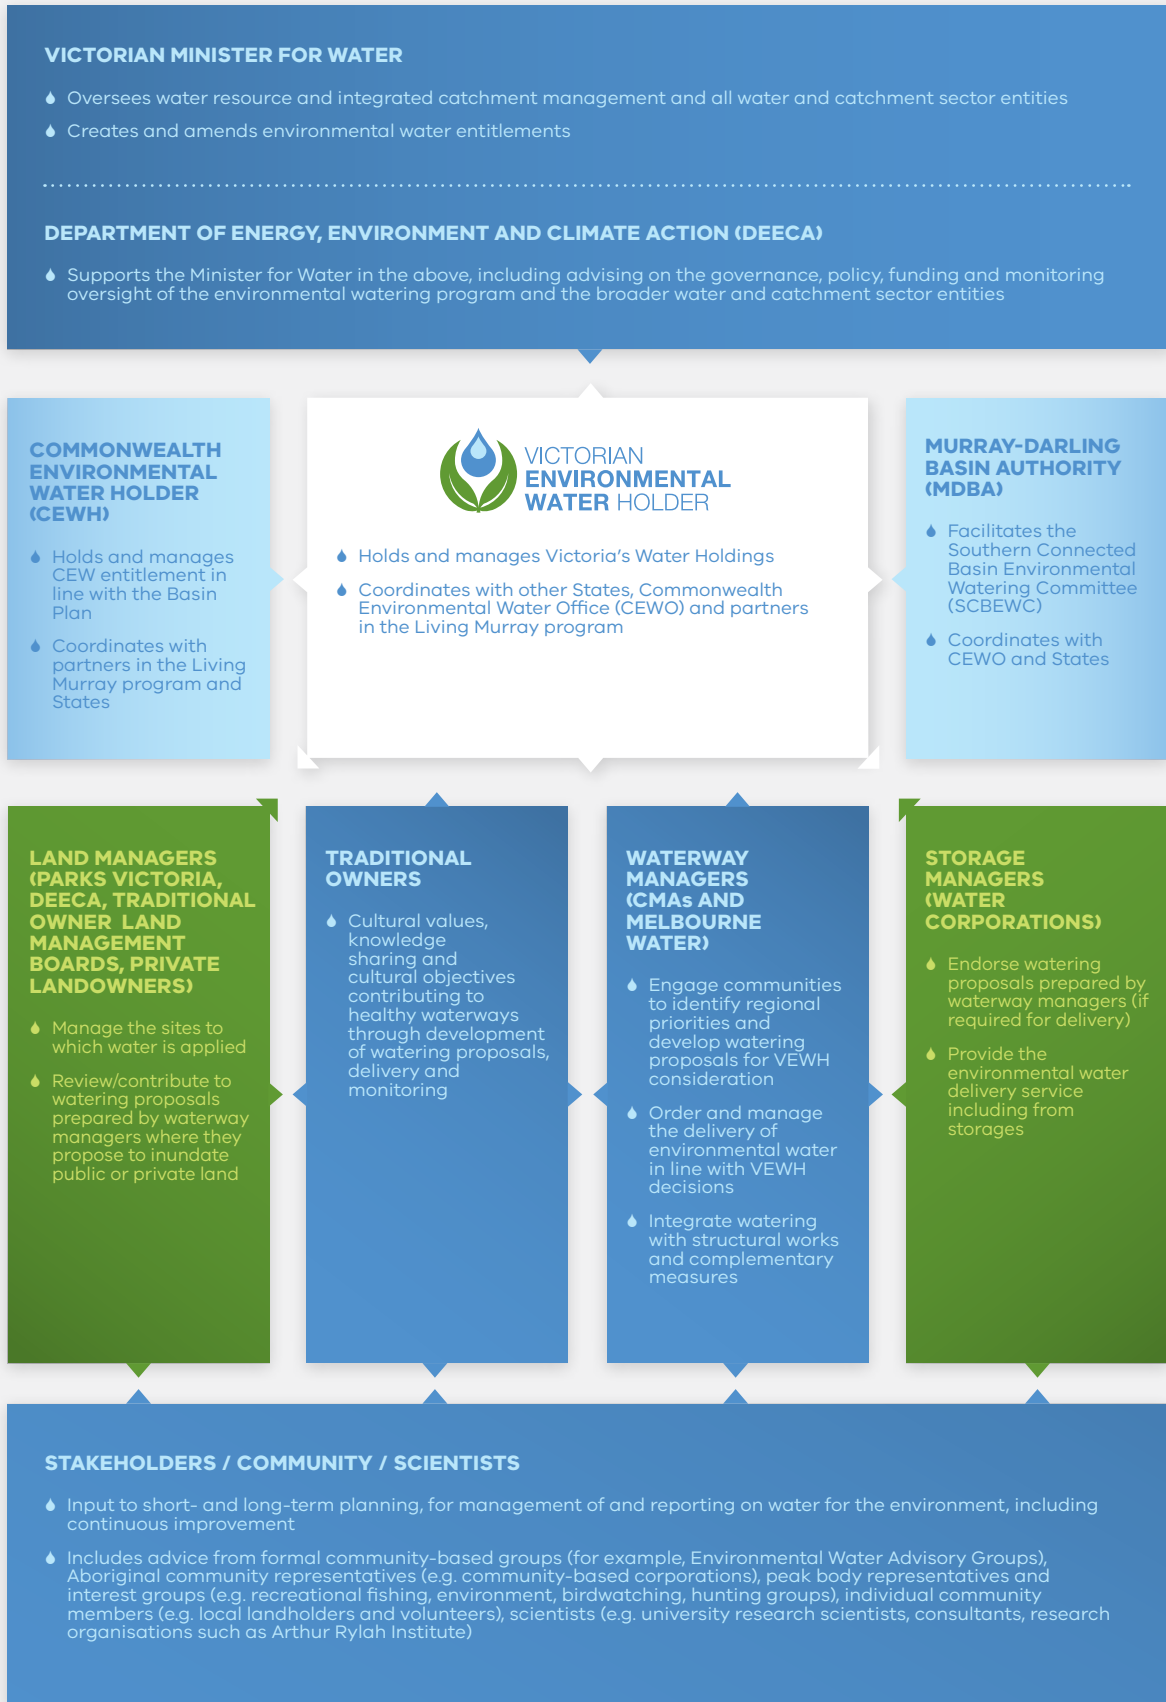 VICTORIAN MINISTER FOR WATER
Oversees water resource and integrated catchment management and all water and catchment sector entities
Creates and amends environmental water entitlements
DEPARTMENT OF ENERGY, ENVIRONMENT AND CLIMATE ACTION (DEECA)
Supports the Minister for Water in the above, including advising on the governance, policy, funding and monitoring
oversight of the environmental watering program and the broader water and catchment sector entities
COMMONWEALTH
ENVIRONMENTAL
WATER HOLDER
(CEWH)
Holds and manages
CEW entitlement in
line with the Basin
Plan
Coordinates with
partners in the Living
Murray program and
States
VICTORIAN
ENVIRONMENTAL
WATER HOLDER
Holds and manages Victoria's Water Holdings
Coordinates with other States, Commonwealth
Environmental Water Office (CEWO) and partners
in the Living Murray program
MURRAY-DARLING
BASIN AUTHORITY
(MDBA)
Facilitates the
Southern Connected
Basin Environmental
Watering Committee
(SCBEWC)
Coordinates with
CEWO and States
LAND MANAGERS
(PARKS VICTORIA,
DEECA, TRADITIONAL
OWNER LAND
MANAGEMENT
BOARDS, PRIVATE
LANDOWNERS)
Manage the sites to
which water is applied
Review/contribute to
watering proposals
prepared by waterway
managers where they
propose to inundate
public or private land
TRADITIONAL
OWNERS
Cultural values,
knowledge
sharing and
cultural objectives
contributing to
healthy waterways
through development
of watering proposals,
delivery and
monitoring
WATERWAY
MANAGERS
(CMAs AND
MELBOURNE
WATER)
Engage communities
to identify regional
priorities and
develop watering
proposals for VEWH
consideration
Order and manage
the delivery of
environmental water
in line with VEWH
decisions
Integrate watering
with structural works
and complementary
measures
STORAGE
MANAGERS
(WATER
CORPORATIONS)
Endorse watering
proposals prepared by
waterway managers (if
required for delivery)
Provide the
environmental water
delivery service
including from
storages
STAKEHOLDERS / COMMUNITY / SCIENTISTS
Input to short- and long-term planning, for management of and reporting on water for the environment, including
continuous improvement
Includes advice from formal community-based groups (for example, Environmental Water Advisory Groups),
Aboriginal community representatives (e.g. community-based corporations), peak body representatives and
interest groups (e.g. recreational fishing, environment, birdwatching, hunting groups), individual community
members (e.g. local landholders and volunteers), scientists (e.g. university research scientists, consultants, research
organisations such as Arthur Rylah Institute)